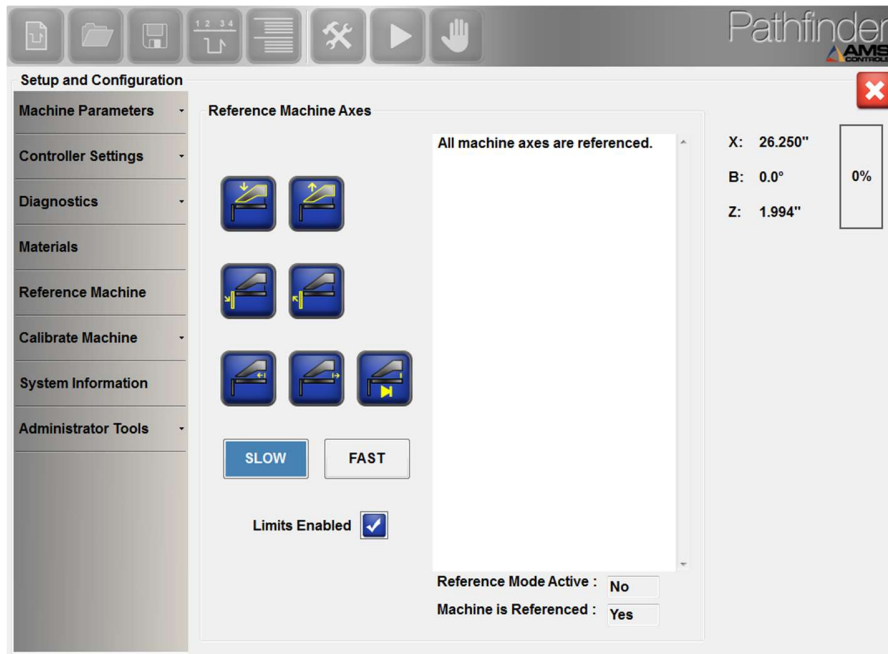 1 2 3 4
Pathfinder
AMS
CONTROLS
Setup and Configuration
Machine Parameters
Controller Settings
Diagnostics
Materials
Reference Machine
Calibrate Machine
System Information
Administrator Tools
Reference Machine Axes
All machine axes are referenced.
SLOW FAST
Limits Enabled
Reference Mode Active : No
Machine is Referenced : Yes
X: 26.250"
B: 0.0°
Z: 1.994"
0%